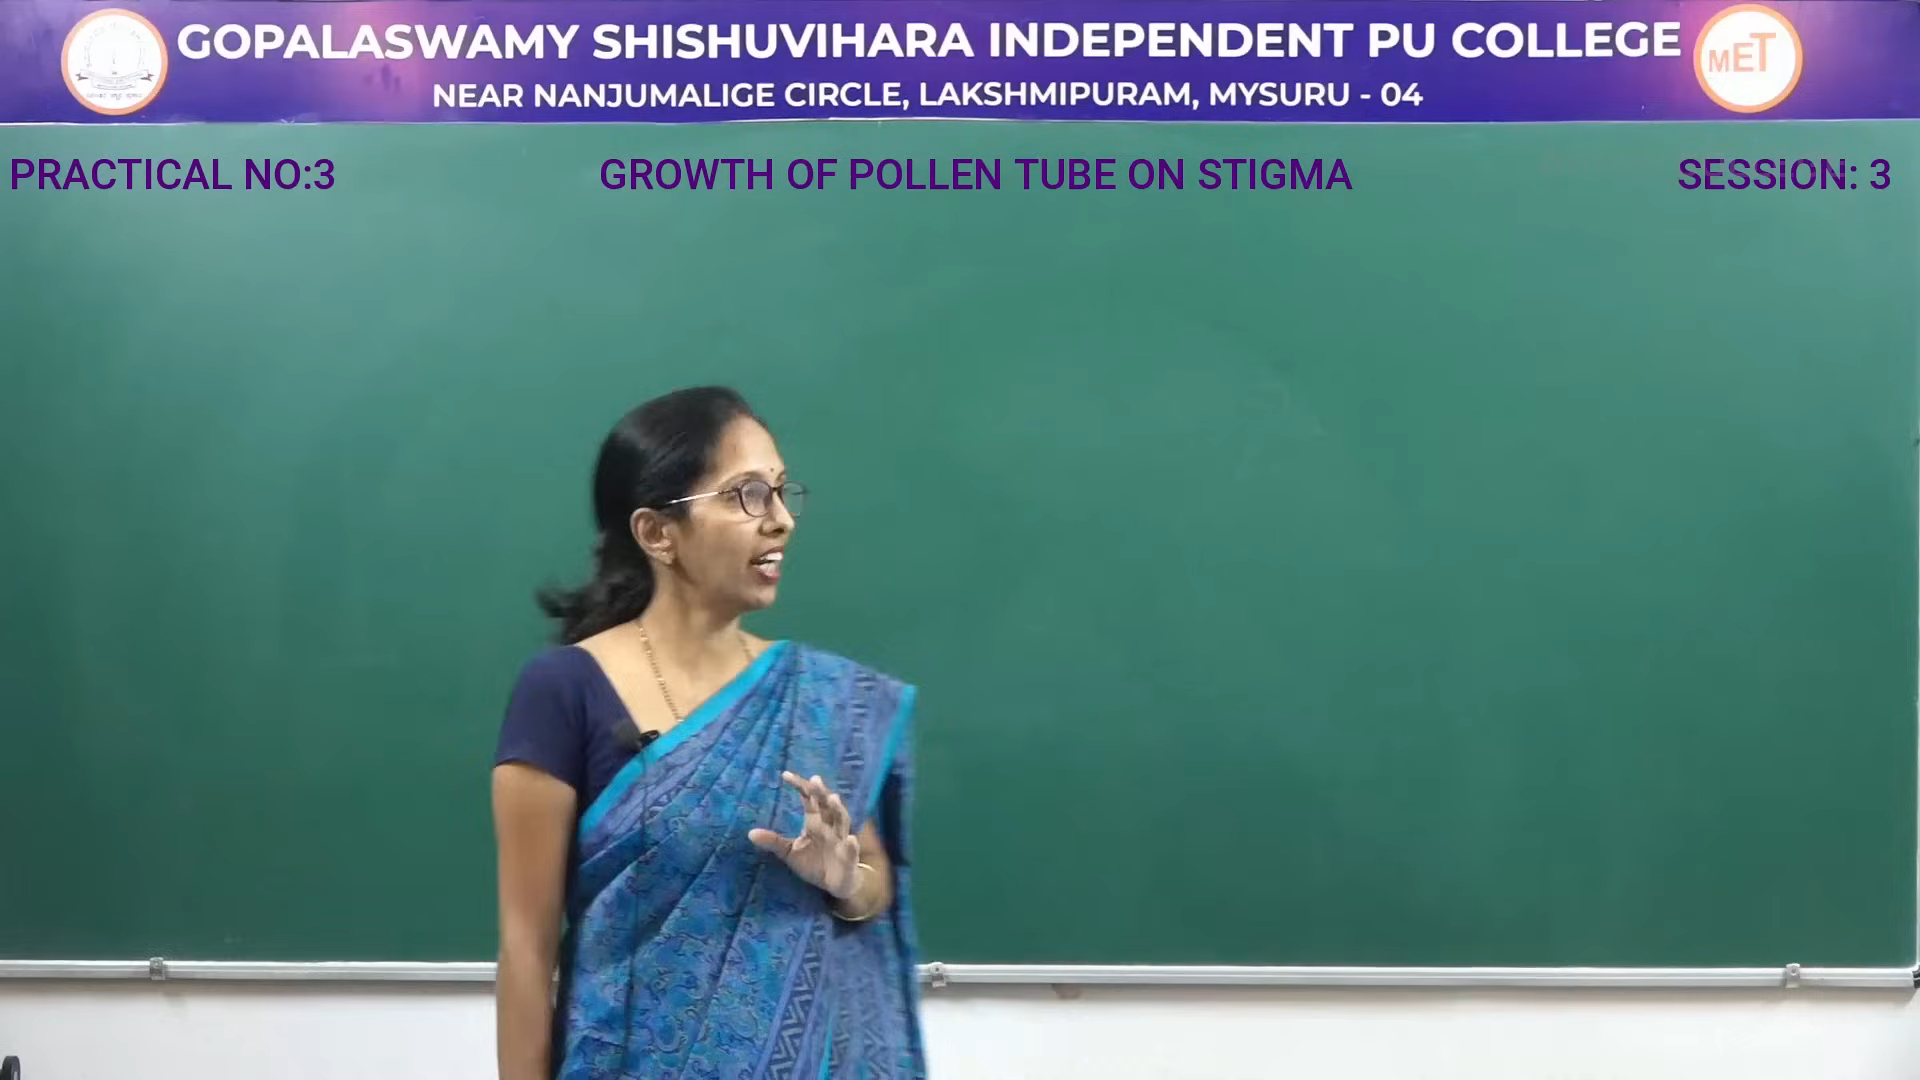 GOPALASWAMY SHISHUVIHARA INDEPENDENT PU COLLEGE
MET
NEAR NANJUMALIGE CIRCLE, LAKSHMIPURAM, MYSURU - 04
PRACTICAL NO:3 GROWTH OF POLLEN TUBE ON STIGMA SESSION: 3